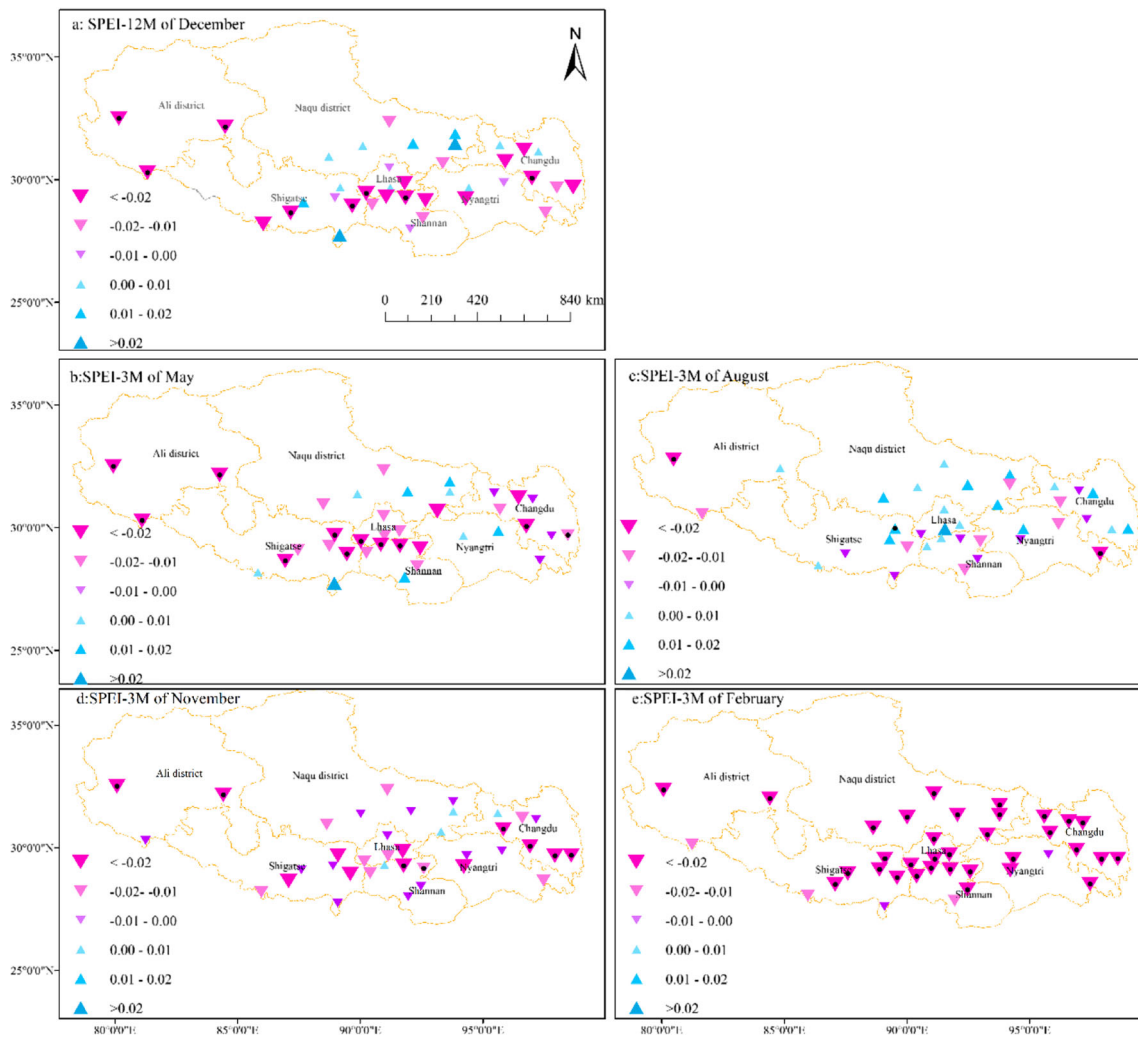 a: SPEI-12M of December
N
35°0'0"N
Ali district
Naqu district
Changdu
30°0'0"N
Lhasa
< -0.02
Shigatse
Nyangtri
-0.02- -0.01
Shannan
-0.01 - 0.00
0.00 - 0.01
25°0'0"N
0.01 - 0.02
0 210 420 840 km
>0.02
b:SPEI-3M of May
35°0'0"N
Ali district
Naqu district
Changdu
30°0'0"N
Lhasa
< -0.02
Shigatse
Nyangtri
-0.02- -0.01
Shannan
-0.01 - 0.00
0.00 - 0.01
25°0'0"N
0.01 - 0.02
>0.02
c:SPEI-3M of August
Ali district
Naqu district
Changdu
Lhasa
< -0.02
Shigatse
Nyangtri
-0.02- -0.01
Shannan
-0.01 - 0.00
0.00 - 0.01
0.01 - 0.02
>0.02
d:SPEI-3M of November
35°0'0"N
Ali district
Naqu district
Changdu
30°0'0"N
Lhasa
< -0.02
Shigatse
Nyangtri
-0.02- -0.01
Shannan
-0.01 - 0.00
0.00 - 0.01
25°0'0"N
0.01 - 0.02
>0.02
80°0'0"E 85°0'0"E 90°0'0"E 95°0'0"E
e:SPEI-3M of February
Ali district
Naqu district
Changdu
Lhasa
< -0.02
Shigatse
Nyangtri
-0.02- -0.01
Shannan
-0.01 - 0.00
0.00 - 0.01
0.01 - 0.02
>0.02
80°0'0"E 85°0'0"E 90°0'0"E 95°0'0"E